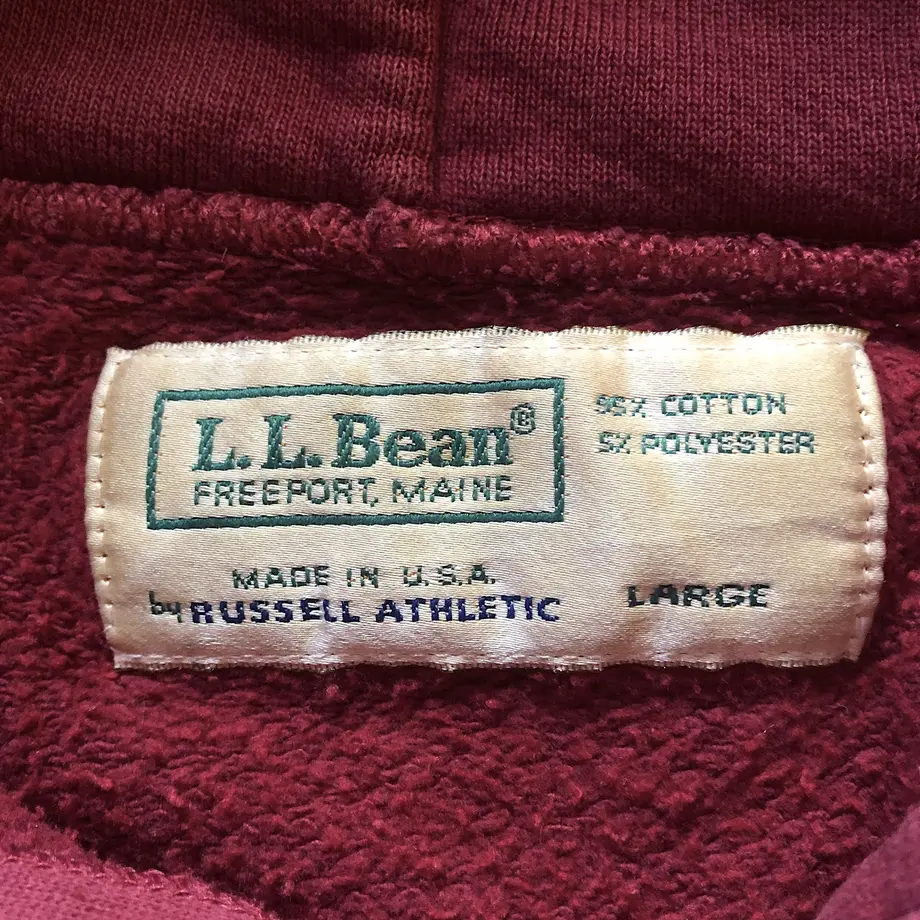 L.L.Bean®
FREEPORT, MAINE
95% COTTON
5% POLYESTER
MADE IN U.S.A.
by RUSSELL ATHLETIC
LARGE